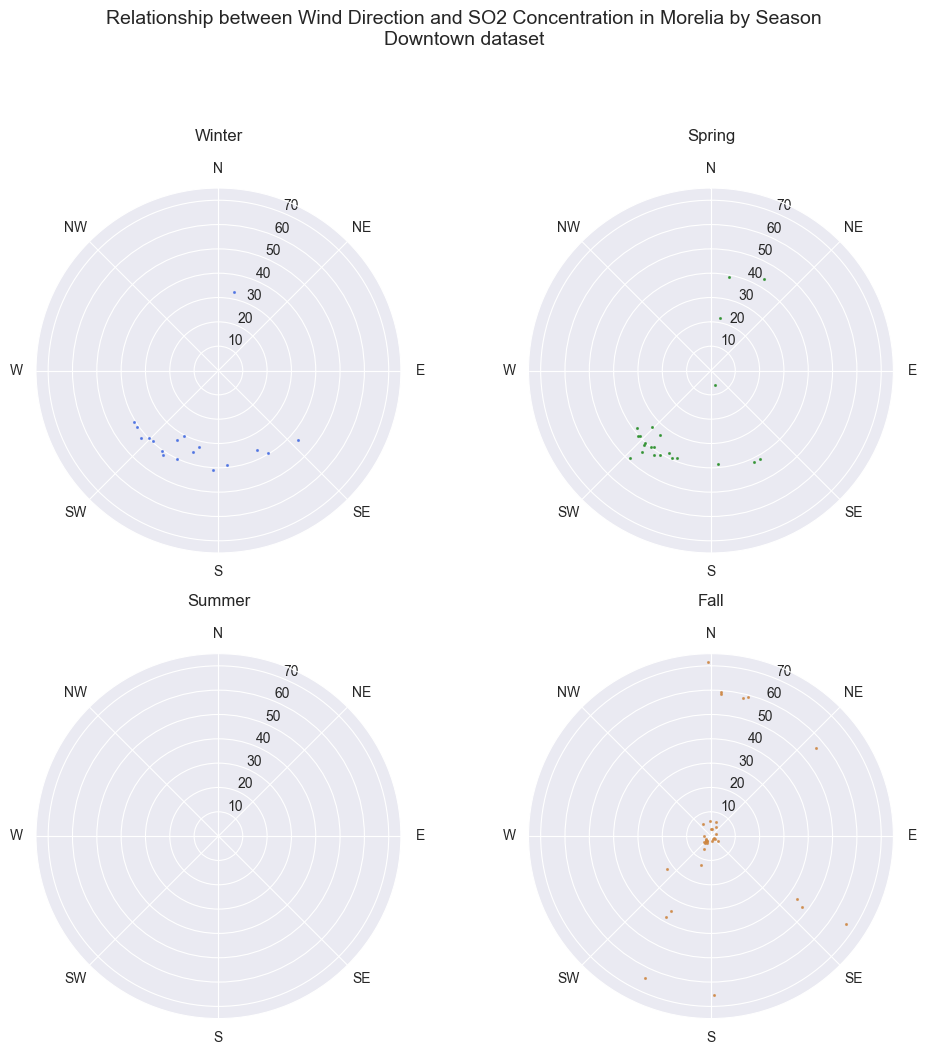 Relationship between Wind Direction and SO2 Concentration in Morelia by Season
Downtown dataset
Winter
N
NW
NE
W
E
SW
SE
S
10
20
30
40
50
60
70
Spring
N
NW
NE
W
E
SW
SE
S
10
20
30
40
50
60
70
Summer
N
NW
NE
W
E
SW
SE
S
10
20
30
40
50
60
70
Fall
N
NW
NE
W
E
SW
SE
S
10
20
30
40
50
60
70